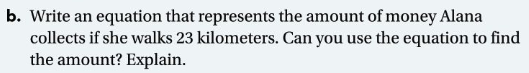 b. Write an equation that represents the amount of money Alana
collects if she walks 23 kilometers. Can you use the equation to find
the amount? Explain.